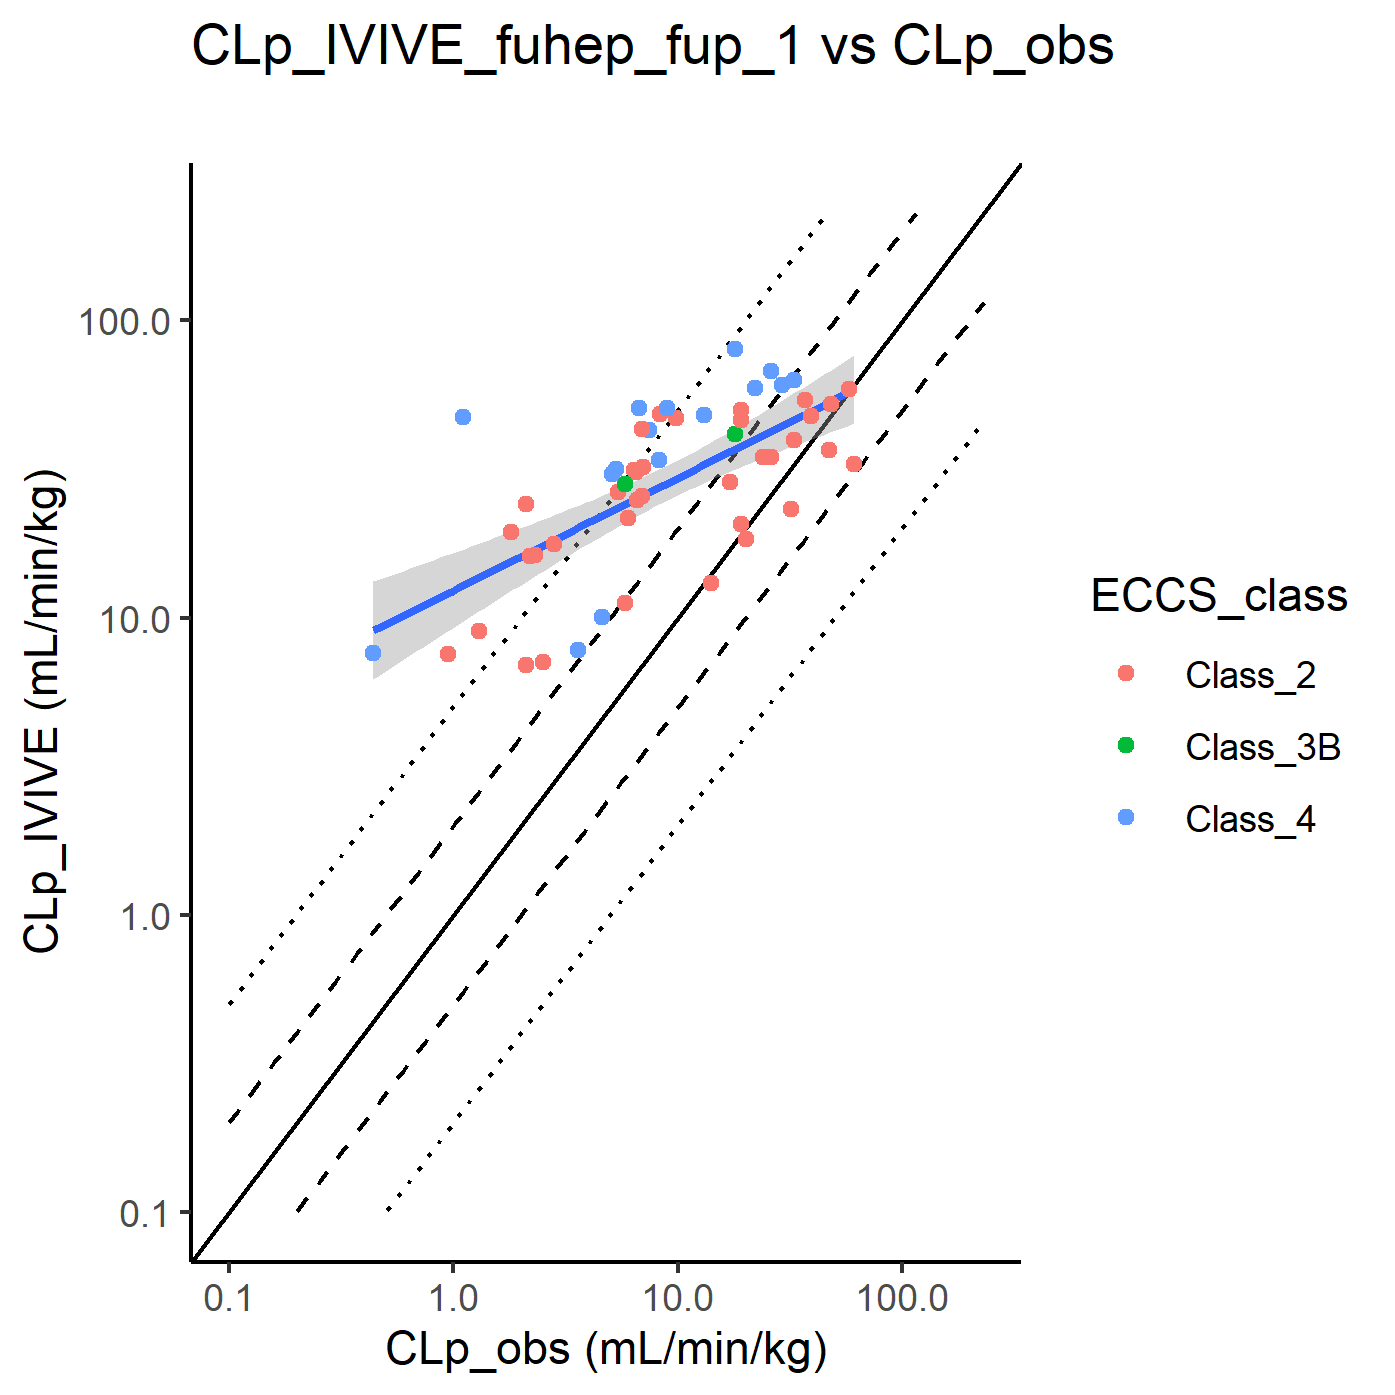 CLp_IVIVE_fuhep_fup_1 vs CLp_obs
CLp_IVIVE (mL/min/kg)
100.0
10.0
1.0
0.1
0.1
1.0
10.0
100.0
CLp_obs (mL/min/kg)
ECCS_class
Class_2
Class_3B
Class_4